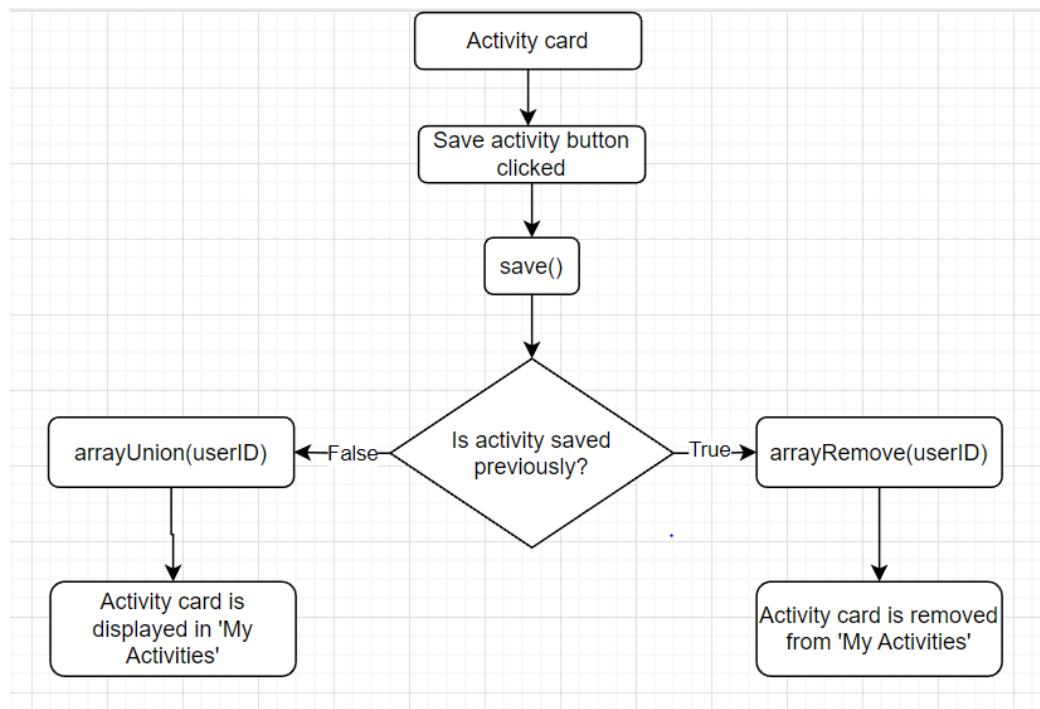 Activity card
Save activity button
clicked
save()
Is activity saved
previously?
False
True
arrayUnion(userID)
arrayRemove(userID)
Activity card is
displayed in 'My
Activities'
Activity card is removed
from 'My Activities'